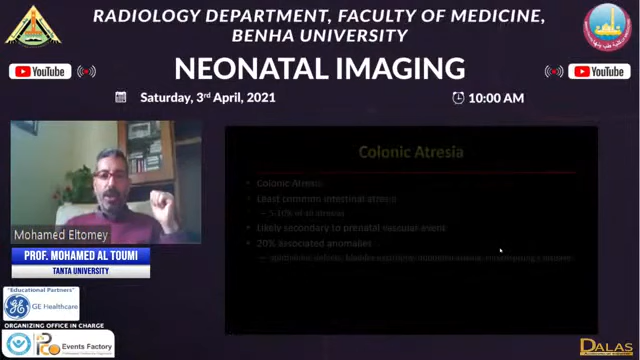 RADIOLOGY DEPARTMENT, FACULTY OF MEDICINE,
BENHA UNIVERSITY
YouTube
NEONATAL IMAGING
YouTube
Saturday, 3rd April, 2021
10:00 AM
Mohamed Eltomey
PROF. MOHAMED AL TOUMI
TANTA UNIVERSITY
"Educational Partners"
GE Healthcare
ORGANIZING OFFICE IN CHARGE
Events Factory
Colonic Atresia
• Colonic Atresia
• Least common intestinal atresia
– 5-10% of all atresias
• Likely secondary to prenatal vascular event
• 20% associated anomalies
DALAS